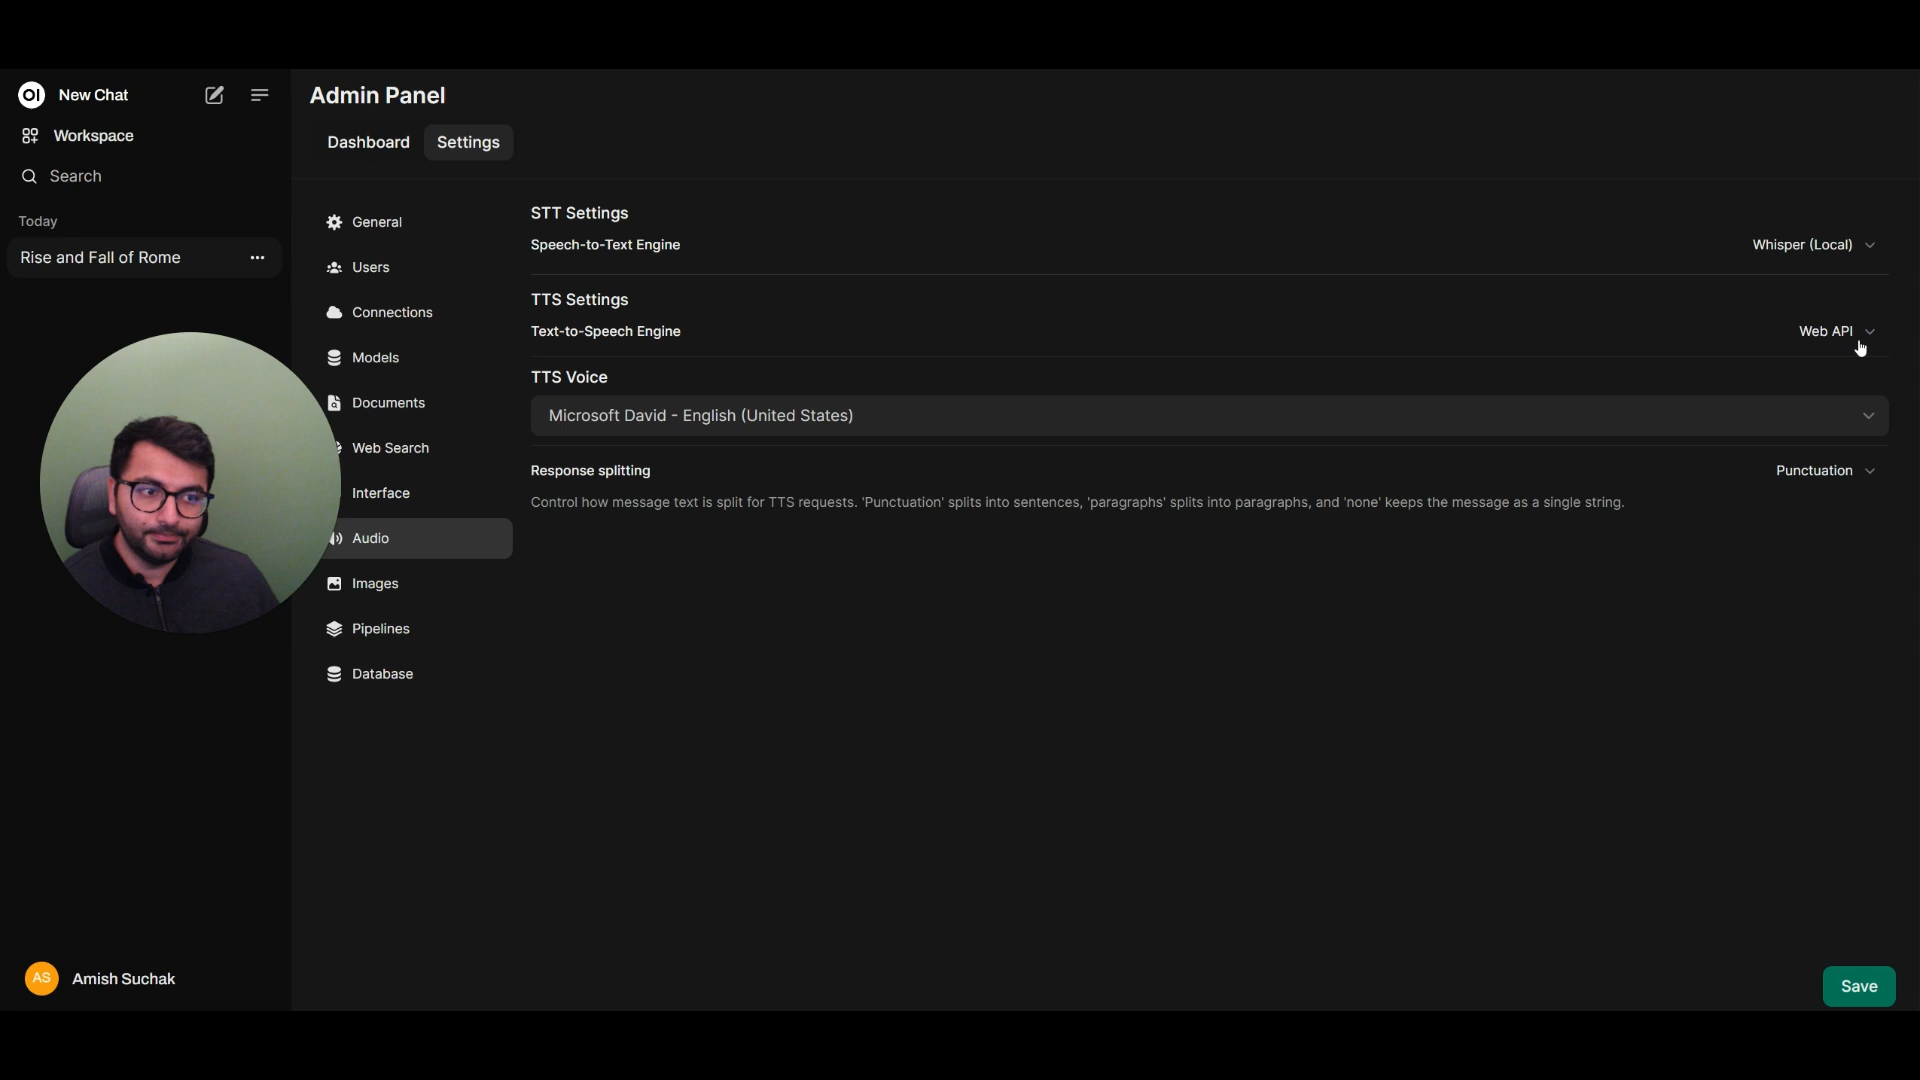 OI New Chat
Workspace
Search
Today
Rise and Fall of Rome
AS Amish Suchak
Admin Panel
Dashboard Settings
General
Users
Connections
Models
Documents
Web Search
Interface
Audio
Images
Pipelines
Database
STT Settings
Speech-to-Text Engine Whisper (Local)
TTS Settings
Text-to-Speech Engine Web API
TTS Voice
Microsoft David - English (United States)
Response splitting Punctuation
Control how message text is split for TTS requests. 'Punctuation' splits into sentences, 'paragraphs' splits into paragraphs, and 'none' keeps the message as a single string.
Save